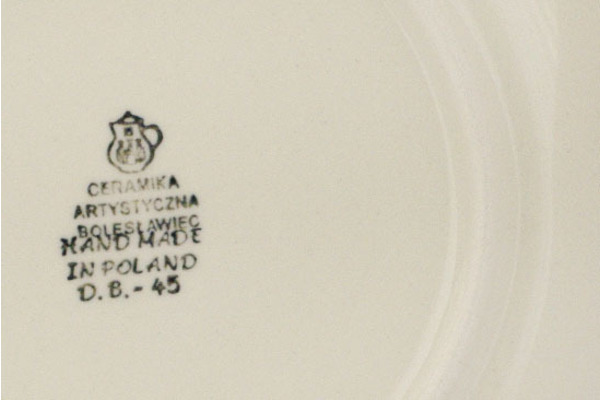 CERAMIKA
ARTYSTYCZNA
BOLESŁAWIEC
HAND MADE
IN POLAND
D.B.-45